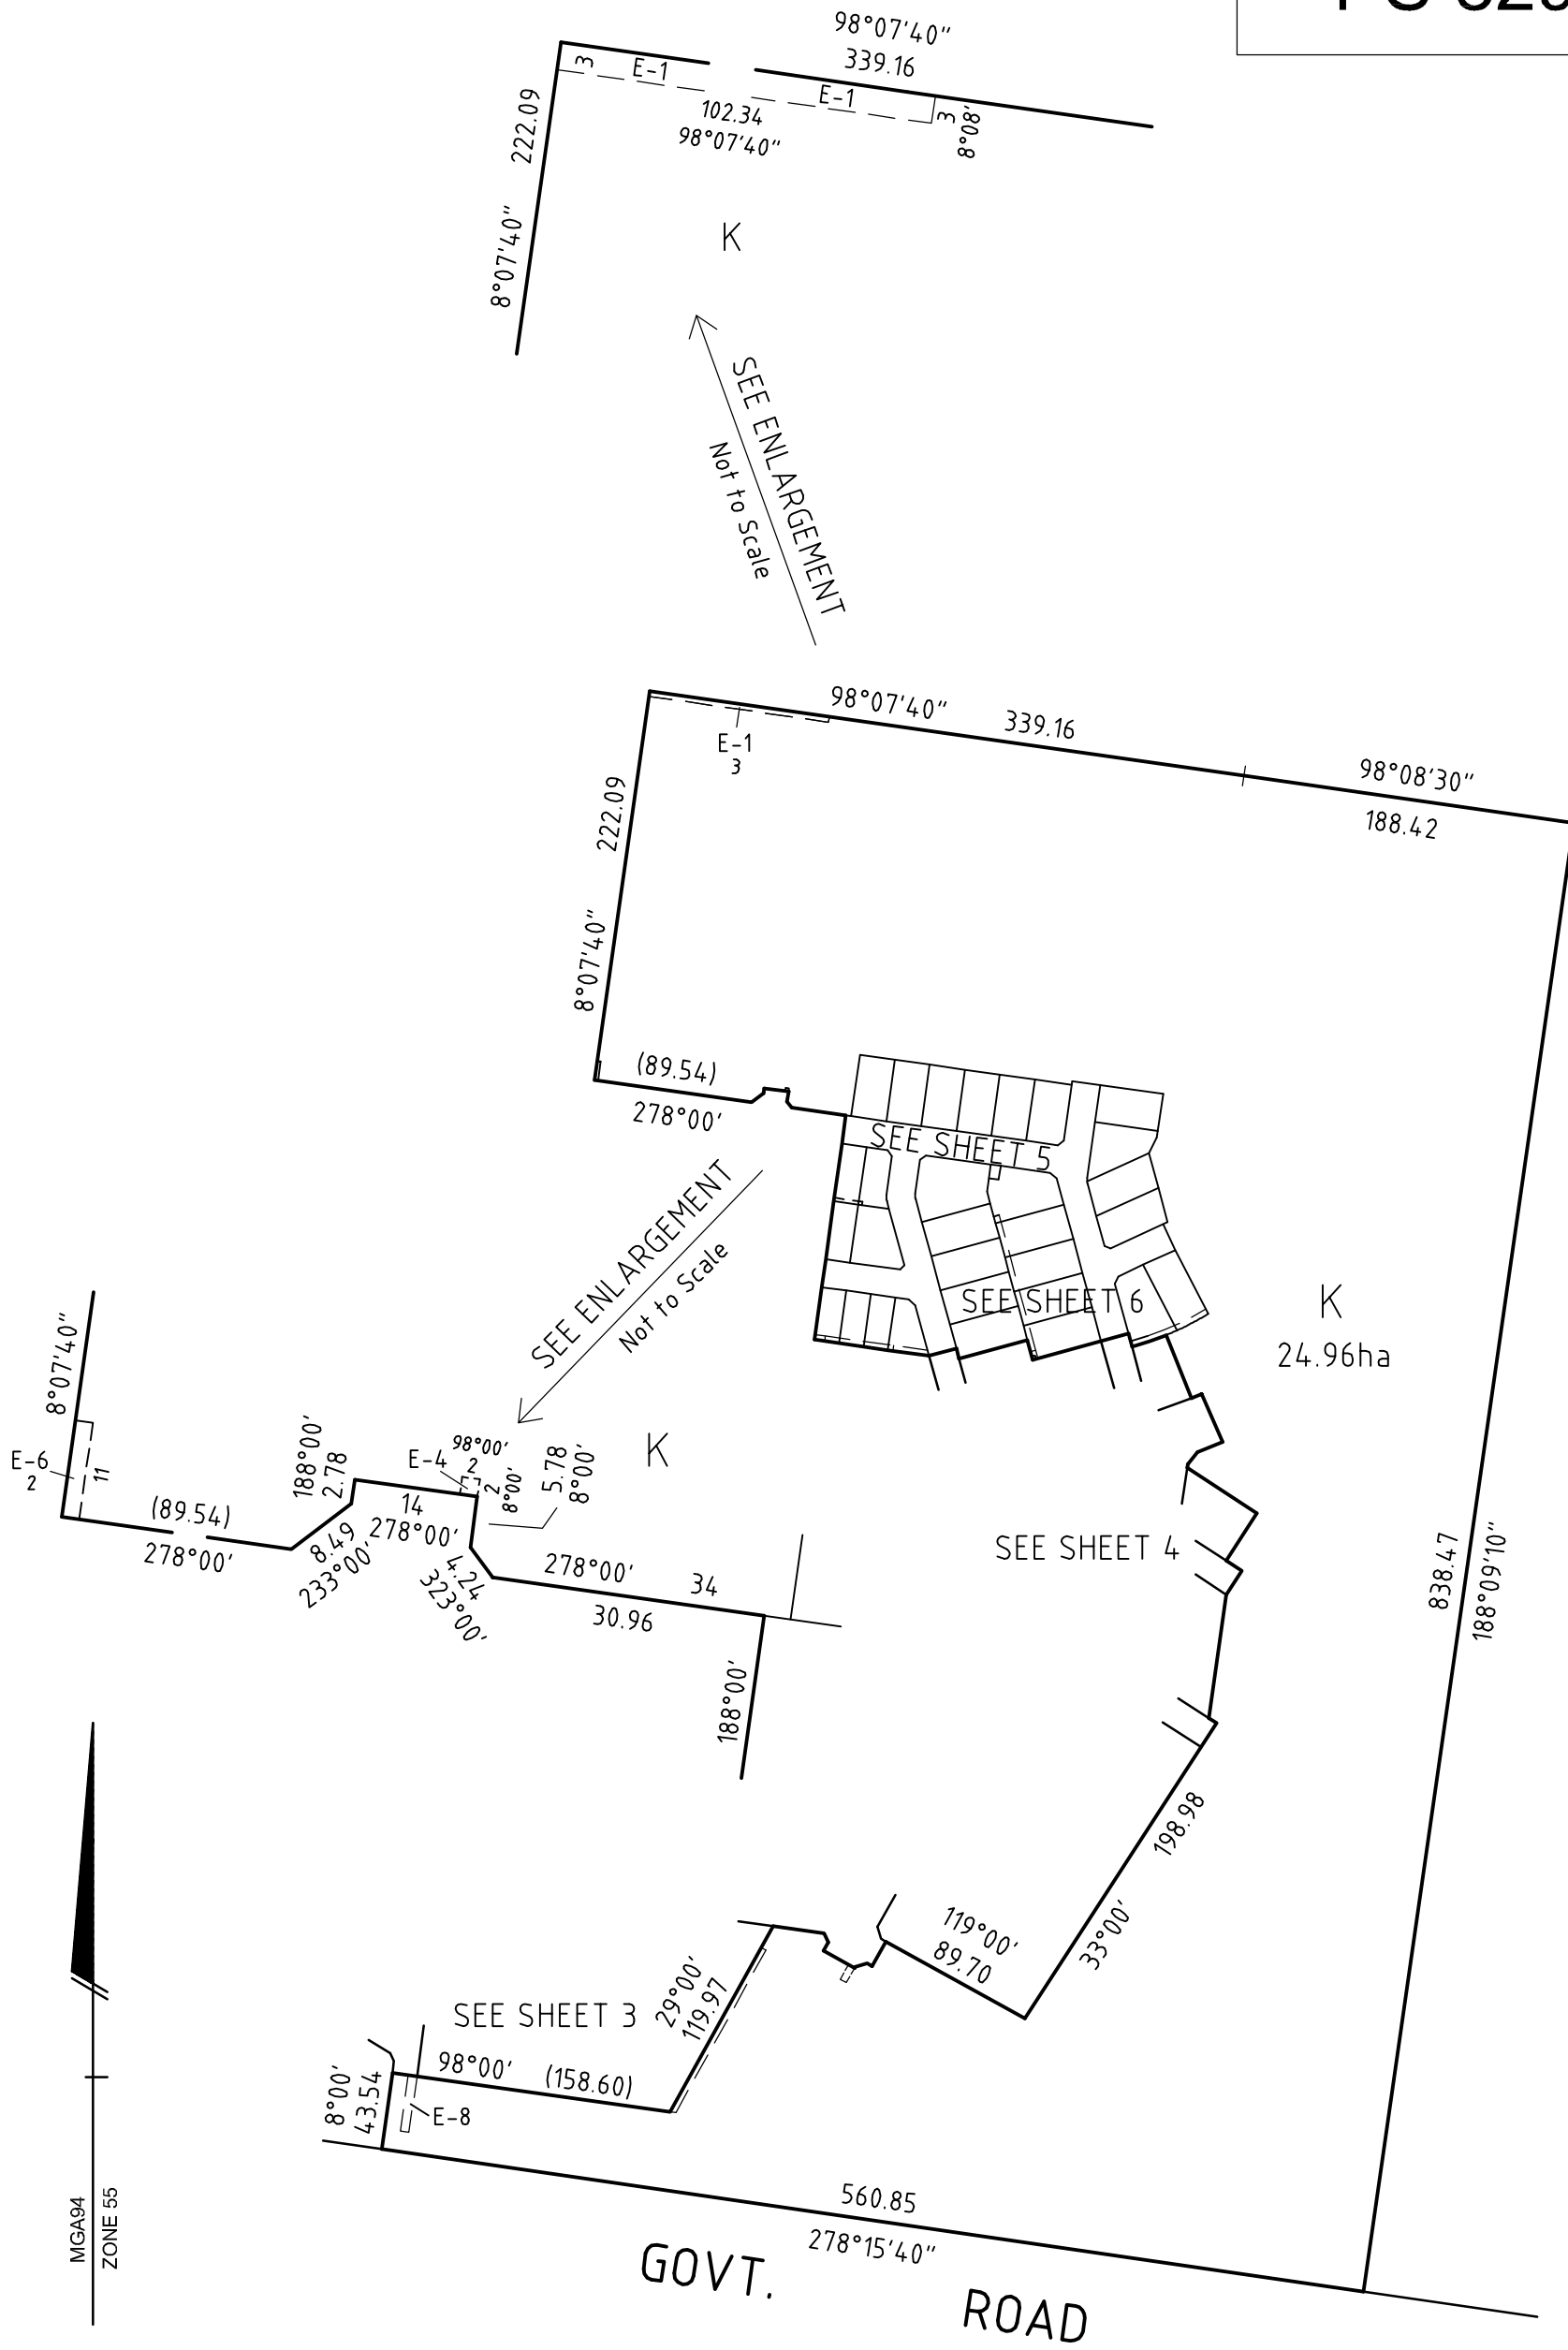 98°07'40"
339.16
3
E-1
E-1
3
8°08'
102.34
98°07'40"
222.09
8°07'40"
K
SEE ENLARGEMENT
Not to Scale
98°07'40"
339.16
98°08'30"
188.42
E-1
3
222.09
8°07'40"
(89.54)
278°00'
SEE SHEET 5
SEE SHEET 6
K
24.96ha
SEE ENLARGEMENT
Not to Scale
8°07'40"
E-6
2
11
(89.54)
278°00'
188°00'
2.78
8.49
233°00'
14
278°00'
E-4
98°00'
2
2
8°00'
5.78
8°00'
K
4.24
323°00'
278°00'
34
30.96
188°00'
SEE SHEET 4
838.47
188°09'10"
198.98
33°00'
119°00'
89.70
29°00'
119.97
SEE SHEET 3
98°00'
(158.60)
8°00'
43.54
E-8
560.85
278°15'40"
GOVT.
ROAD
MGA94
ZONE 55